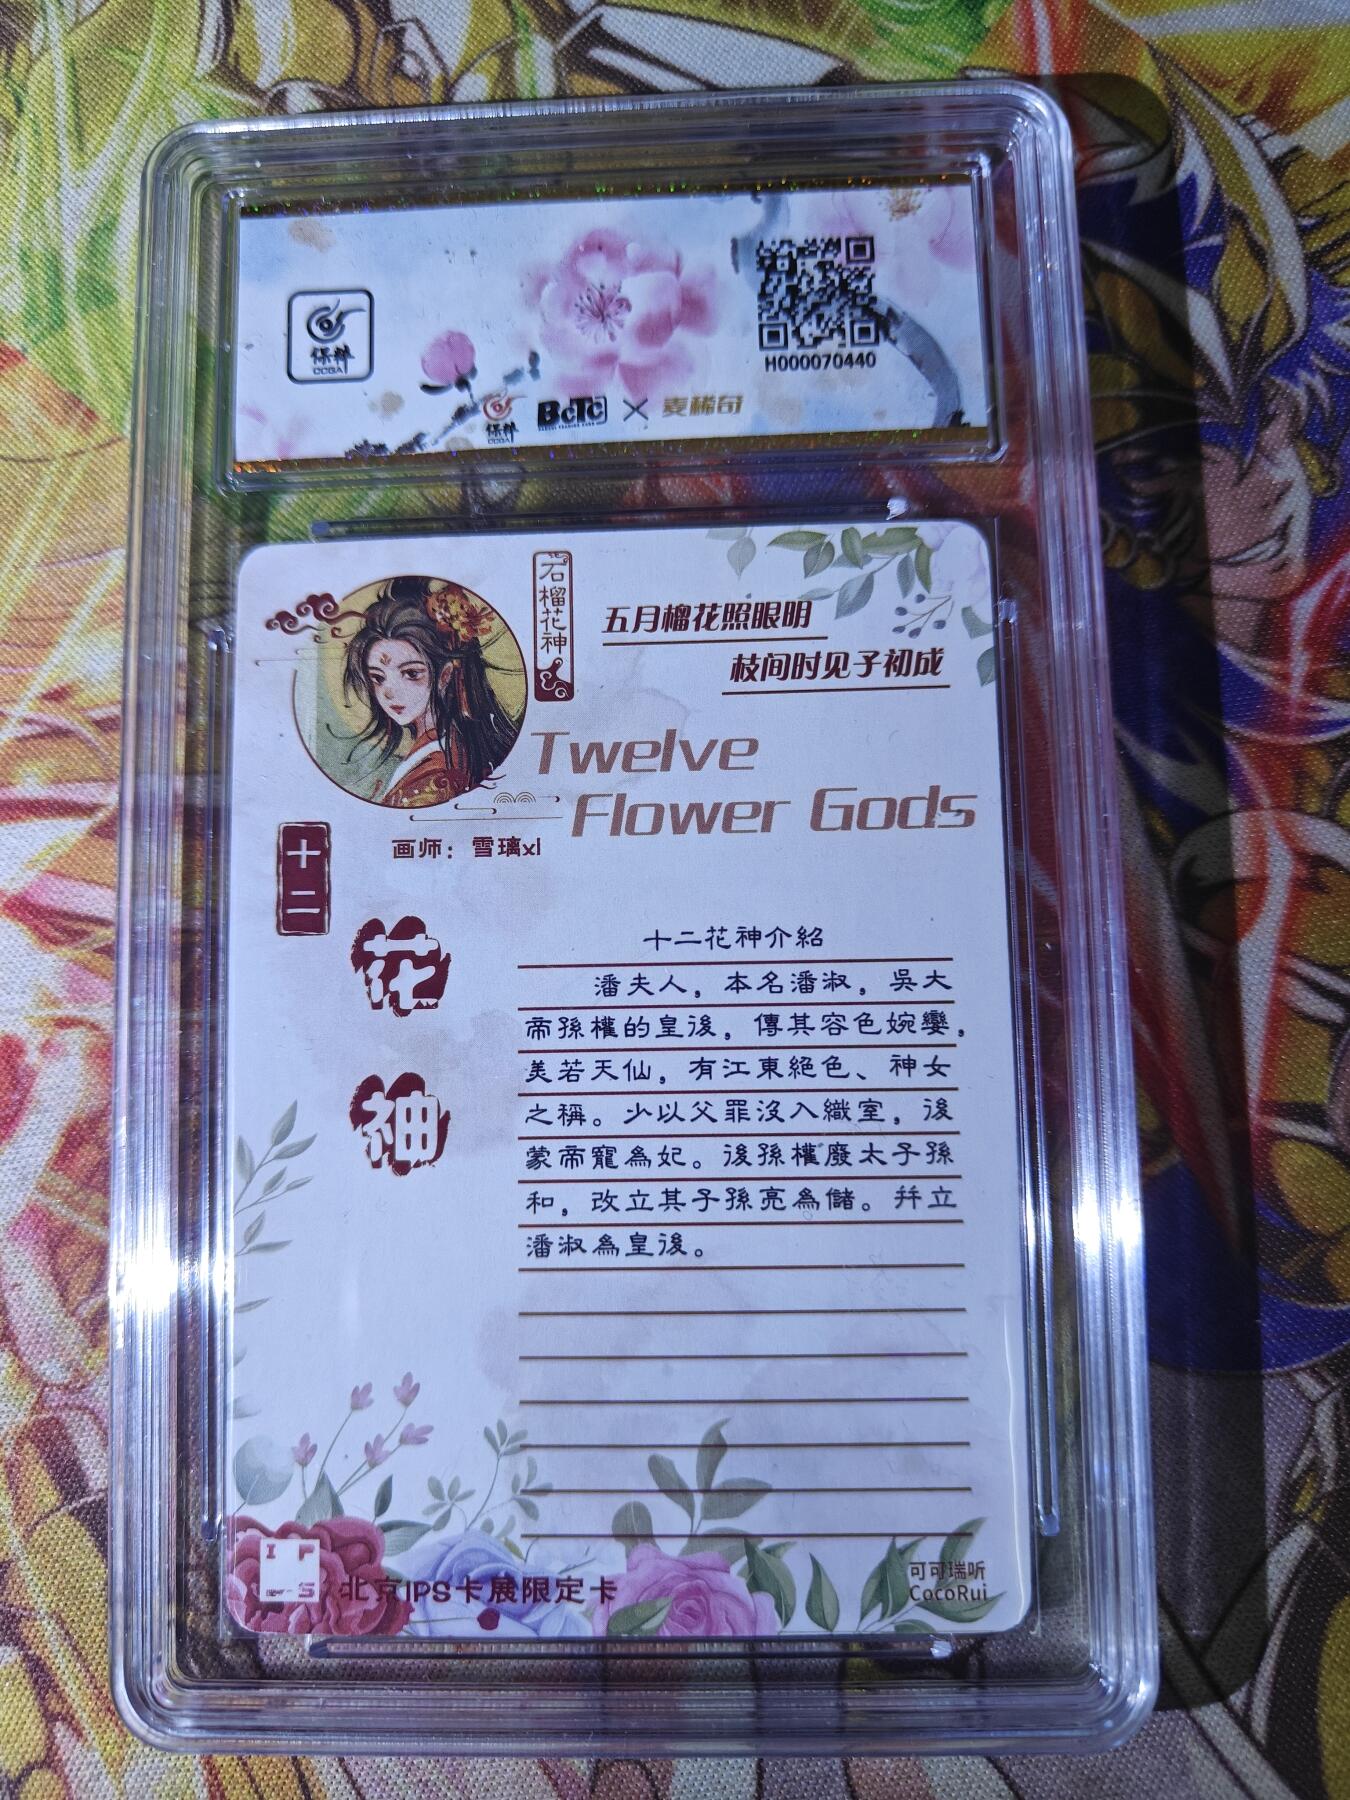 保粹
CCGA
H000070440
保粹
CCGA
BCTC × 麦稀奇
石榴花神
五月榴花照眼明
枝间时见子初成
Twelve
Flower Gods
画师：雪璃xl
十二
花神
十二花神介紹
潘夫人，本名潘淑，吳大
帝孫權的皇後，傳其容色婉孌，
美若天仙，有江東絕色、神女
之稱。少以父罪沒入織室，後
蒙帝寵為妃。後孫權廢太子孫
和，改立其子孫亮為儲。并立
潘淑為皇後。
IPS
北京IPS卡展限定卡
可可瑞听
CocoRui